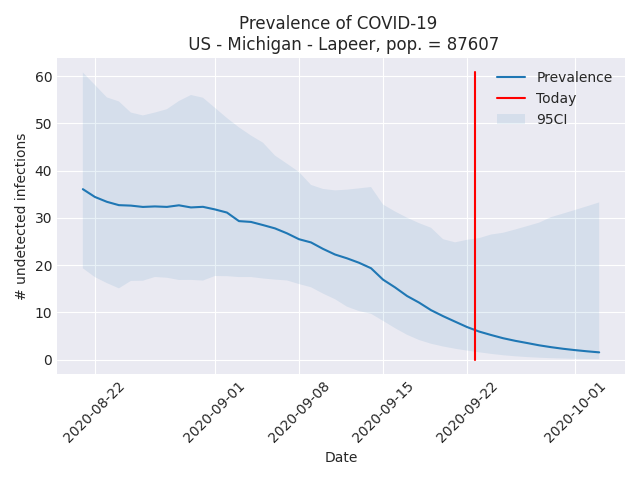 Prevalence of COVID-19
US - Michigan - Lapeer, pop. = 87607
Prevalence
Today
95CI
# undetected infections
60
50
40
30
20
10
0
2020-08-22
2020-09-01
2020-09-08
2020-09-15
2020-09-22
2020-10-01
Date